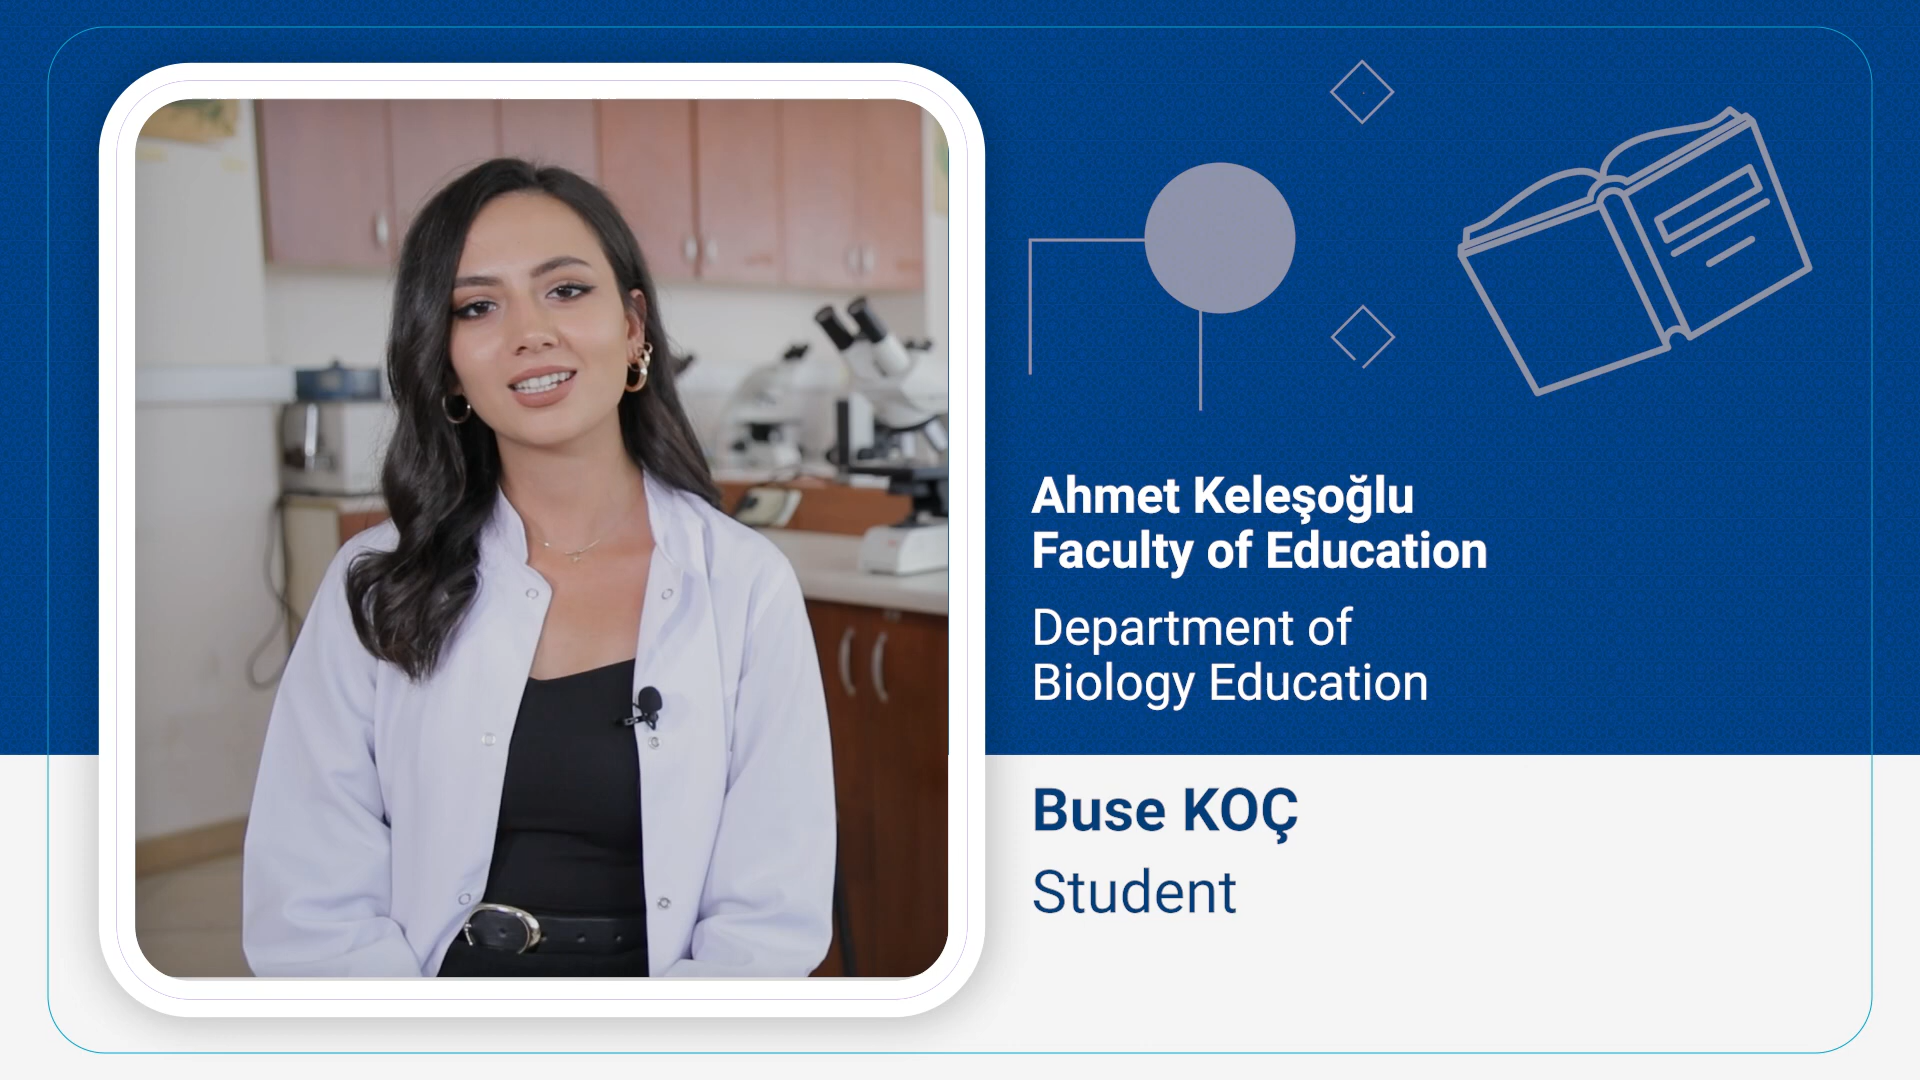 Ahmet Keleşoğlu
Faculty of Education
Department of
Biology Education
Buse KOÇ
Student